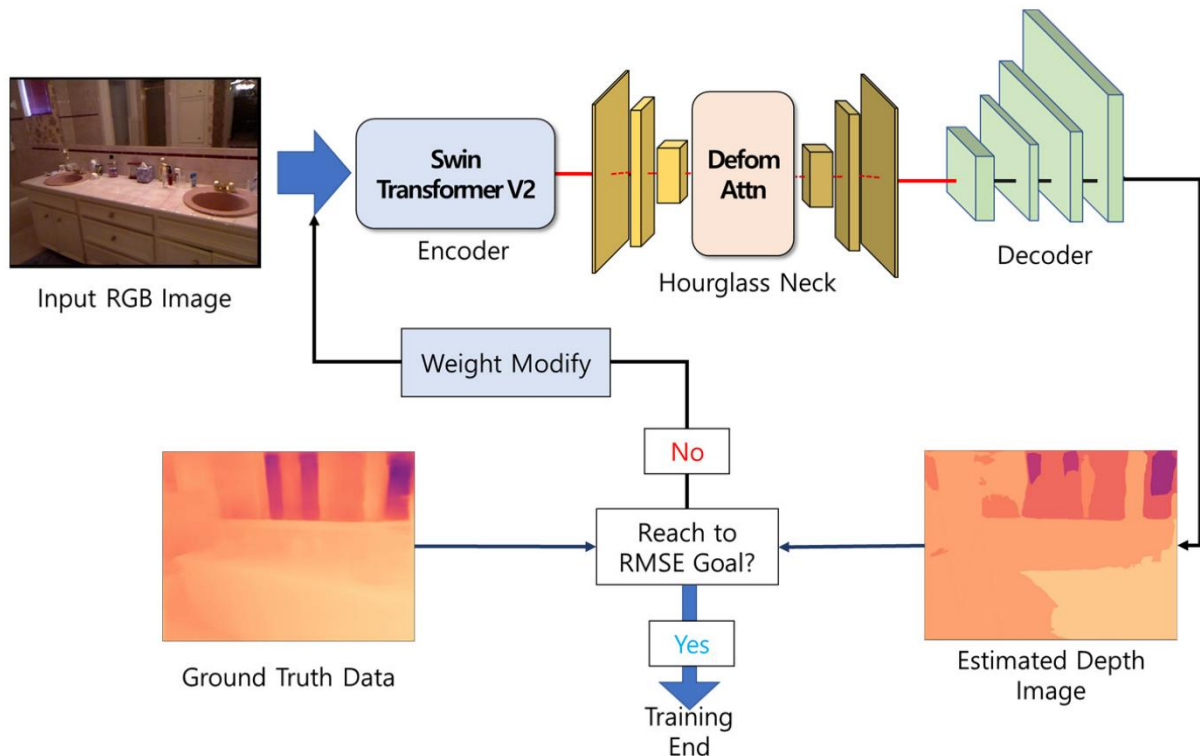 Swin
Transformer V2
Encoder
Defom
Attn
Hourglass Neck
Decoder
Input RGB Image
Weight Modify
No
Reach to
RMSE Goal?
Yes
Training
End
Ground Truth Data
Estimated Depth
Image